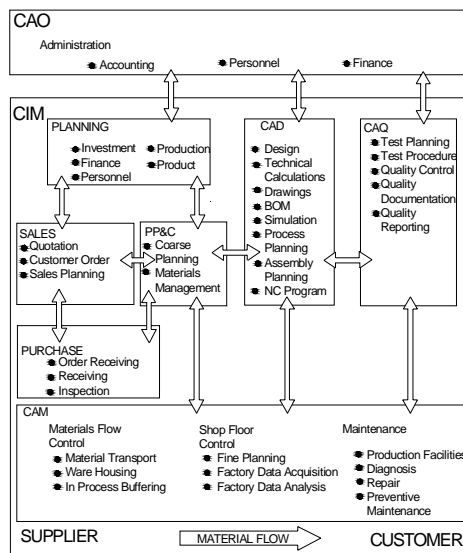 CAO
Administration
Accounting
Personnel
Finance
CIM
PLANNING
Investment
Finance
Personnel
Production
Product
CAD
Design
Technical
Calculations
Drawings
BOM
Simulation
Process
Planning
Assembly
Planning
NC Program
CAQ
Test Planning
Test Procedure
Quality Control
Quality
Documentation
Quality
Reporting
SALES
Quotation
Customer Order
Sales Planning
PP&C
Coarse
Planning
Materials
Management
PURCHASE
Order Receiving
Receiving
Inspection
CAM
Materials Flow
Control
Material Transport
Ware Housing
In Process Buffering
Shop Floor
Control
Fine Planning
Factory Data Acquisition
Factory Data Analysis
Maintenance
Production Facilities
Diagnosis
Repair
Preventive
Maintenance
SUPPLIER
MATERIAL FLOW
CUSTOMER